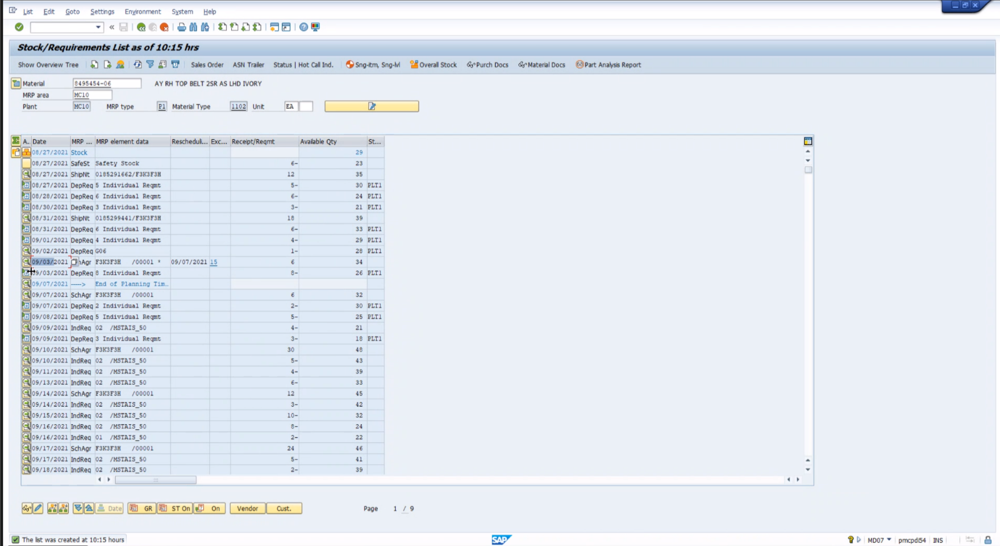 List Edit Goto Settings Environment System Help
«
Stock/Requirements List as of 10:15 hrs
Show Overview Tree Sales Order ASN Trailer Status | Hot Call Ind. Sng-itm, Sng-lvl Overall Stock Purch Docs Material Docs Part Analysis Report
Material 8495454-06 AY RH TOP BELT 2SR AS LHD IVORY
MRP area MC10
Plant MC10 MRP type P1 Material Type 1102 Unit EA
A.. Date MRP ... MRP element data Rescheduli... Exc... Receipt/Reqmt Available Qty St...
08/27/2021 Stock 29
08/27/2021 SafeSt Safety Stock 6- 23
08/27/2021 ShipNt 0185291662/F3K3F3H 12 35
08/27/2021 DepReq 5 Individual Reqmt 5- 30 PLT1
08/28/2021 DepReq 6 Individual Reqmt 6- 24 PLT1
08/30/2021 DepReq 3 Individual Reqmt 3- 21 PLT1
08/31/2021 ShipNt 0185299441/F3K3F3H 18 39
08/31/2021 DepReq 6 Individual Reqmt 6- 33 PLT1
09/01/2021 DepReq 4 Individual Reqmt 4- 29 PLT1
09/02/2021 DepReq G06 1- 28 PLT1
09/03/2021 hAgr F3K3F3H /00001 * 09/07/2021 15 6 34
09/03/2021 DepReq 8 Individual Reqmt 8- 26 PLT1
09/07/2021 -----> End of Planning Tim.. 
09/07/2021 SchAgr F3K3F3H /00001 6 32
09/07/2021 DepReq 2 Individual Reqmt 2- 30 PLT1
09/08/2021 DepReq 5 Individual Reqmt 5- 25 PLT1
09/09/2021 IndReq 02 /MSTAIS_50 4- 21
09/09/2021 DepReq 3 Individual Reqmt 3- 18 PLT1
09/10/2021 SchAgr F3K3F3H /00001 30 48
09/10/2021 IndReq 02 /MSTAIS_50 5- 43
09/11/2021 IndReq 02 /MSTAIS_50 4- 39
09/13/2021 IndReq 02 /MSTAIS_50 6- 33
09/14/2021 SchAgr F3K3F3H /00001 12 45
09/14/2021 IndReq 02 /MSTAIS_50 3- 42
09/15/2021 IndReq 02 /MSTAIS_50 10- 32
09/16/2021 IndReq 02 /MSTAIS_50 8- 24
09/16/2021 IndReq 01 /MSTAIS_50 2- 22
09/17/2021 SchAgr F3K3F3H /00001 24 46
09/17/2021 IndReq 02 /MSTAIS_50 5- 41
09/18/2021 IndReq 02 /MSTAIS_50 2- 39
Date GR ST On On Vendor Cust. Page 1 / 9
The list was created at 10:15 hours SAP MD07 pmcpdi54 INS